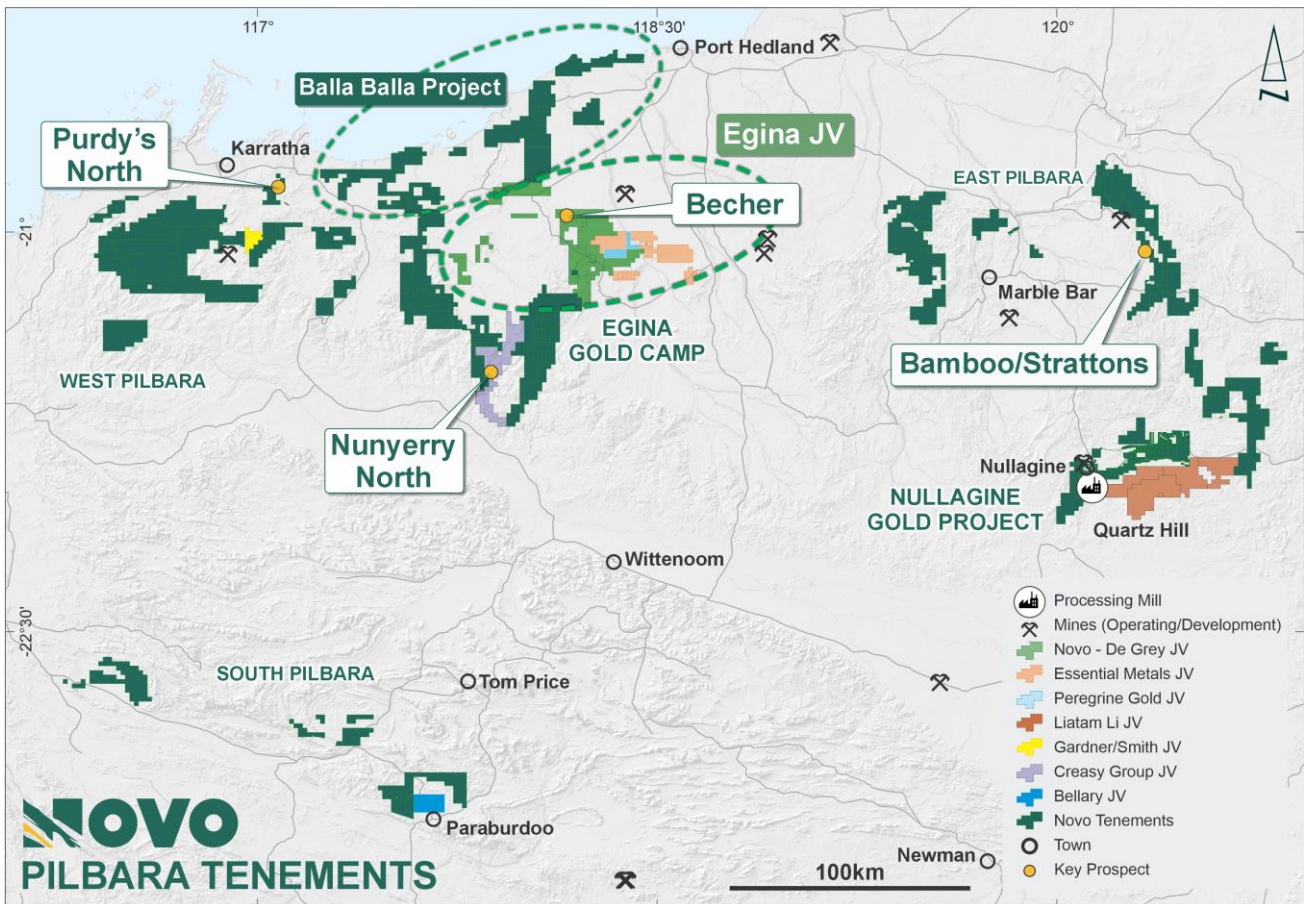 117°
118°30'
120°
Port Hedland
Balla Balla Project
Purdy's
North
Karratha
Egina JV
Becher
EAST PILBARA
-21°
Marble Bar
EGINA
GOLD CAMP
Bamboo/Strattons
WEST PILBARA
Nunyerry
North
Nullagine
NULLAGINE
GOLD PROJECT
Quartz Hill
Wittenoom
-22°30'
SOUTH PILBARA
Tom Price
Paraburdoo
Newman
Processing Mill
Mines (Operating/Development)
Novo - De Grey JV
Essential Metals JV
Peregrine Gold JV
Liatam Li JV
Gardner/Smith JV
Creasy Group JV
Bellary JV
Novo Tenements
Town
Key Prospect
NOVO
PILBARA TENEMENTS
100km
N